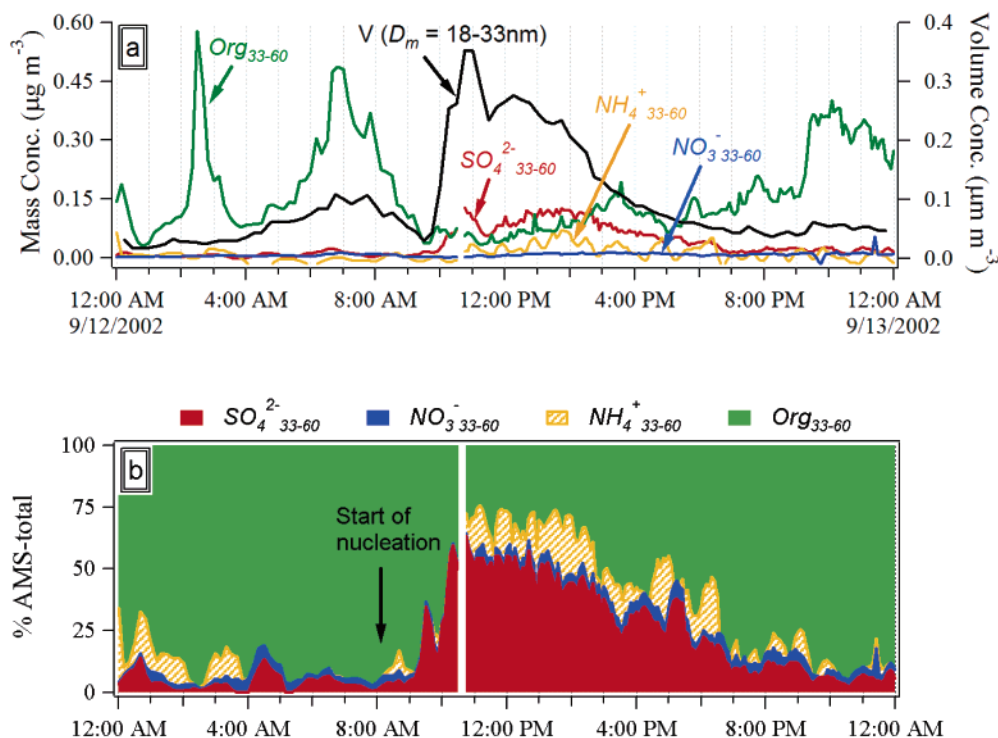 a
Org33-60
V (Dm = 18-33nm)
NH4+ 33-60
SO42- 33-60
NO3- 33-60
Mass Conc. (µg m-3)
0.60
0.45
0.30
0.15
0.00
Volume Conc. (µm m-3)
0.4
0.3
0.2
0.1
0.0
12:00 AM 4:00 AM 8:00 AM 12:00 PM 4:00 PM 8:00 PM 12:00 AM
9/12/2002 9/13/2002
SO42- 33-60 NO3- 33-60 NH4+ 33-60 Org33-60
b
Start of
nucleation
% AMS-total
100
75
50
25
0
12:00 AM 4:00 AM 8:00 AM 12:00 PM 4:00 PM 8:00 PM 12:00 AM